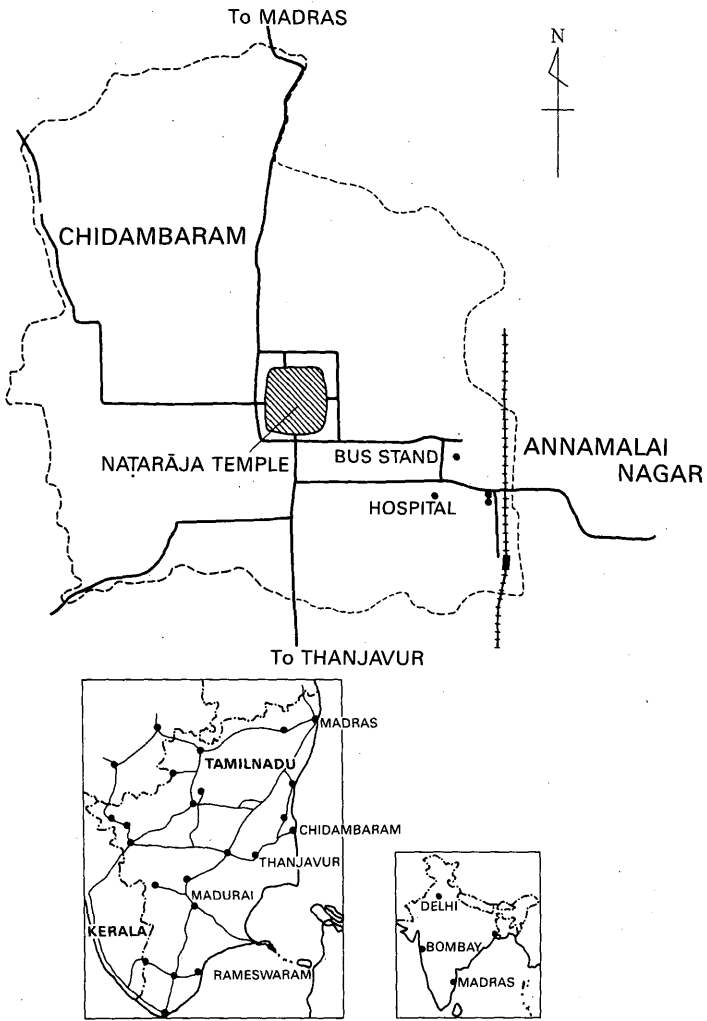 To MADRAS
N
CHIDAMBARAM
NATARĀJA TEMPLE
BUS STAND
ANNAMALAI
NAGAR
HOSPITAL
To THANJAVUR
MADRAS
TAMILNADU
CHIDAMBARAM
THANJAVUR
MADURAI
KERALA
RAMESWARAM
DELHI
BOMBAY
MADRAS